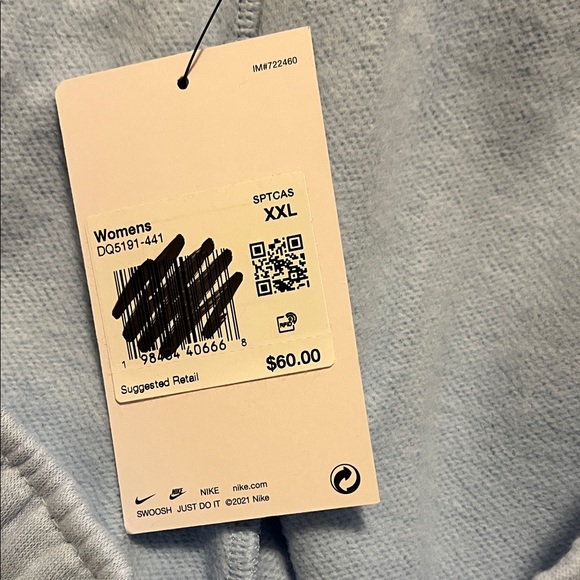 IM#722460
SPTCAS
Womens XXL
DQ5191-441
RFID
40666 8
Suggested Retail $60.00
NIKE nike.com
SWOOSH JUST DO IT ©2021 Nike